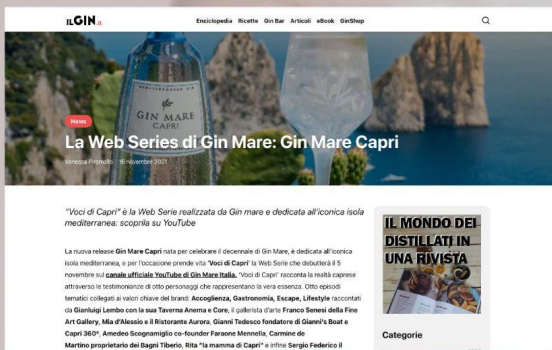 ILGIN.it
Enciclopedia Ricette Gin Bar Articoli eBook GinShop
GIN MARE
CAPRI
News
La Web Series di Gin Mare: Gin Mare Capri
Vanessa Piromallo 16 novembre 2021
"Voci di Capri" è la Web Serie realizzata da Gin mare e dedicata all'iconica isola
mediterranea: scoprila su YouTube
IL MONDO DEI
DISTILLATI IN
UNA RIVISTA
La nuova release Gin Mare Capri nata per celebrare il decennale di Gin Mare, è dedicata all'iconica
isola mediterranea, e per l'occasione prende vita 'Voci di Capri' la Web Serie che debutterà il 5
novembre sul canale ufficiale YouTube di Gin Mare Italia. 'Voci di Capri' racconta la realtà caprese
attraverso le testimonianze di otto personaggi che rappresentano la vera essenza. Otto episodi
tematici collegati ai valori chiave del brand: Accoglienza, Gastronomia, Escape, Lifestyle raccontati
da Gianluigi Lembo con la sua Taverna Anema e Core, il gallerista d'arte Franco Senesi della Fine
Art Gallery, Mia d'Alessio e il Ristorante Aurora, Gianni Tedesco fondatore di Gianni's Boat e
Capri 360°, Amedeo Scognamiglio co-founder Faraone Mennella, Carmine de
Martino proprietario dei Bagni Tiberio, Rita "la mamma di Capri" e infine Sergio Federico il
Categorie